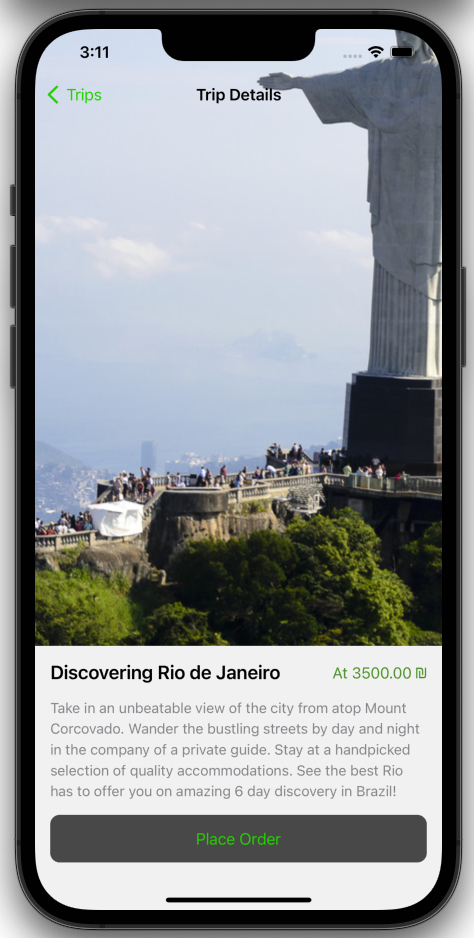 3:11
Trips
Trip Details
Discovering Rio de Janeiro
At 3500.00 ₪
Take in an unbeatable view of the city from atop Mount
Corcovado. Wander the bustling streets by day and night
in the company of a private guide. Stay at a handpicked
selection of quality accommodations. See the best Rio
has to offer you on amazing 6 day discovery in Brazil!
Place Order